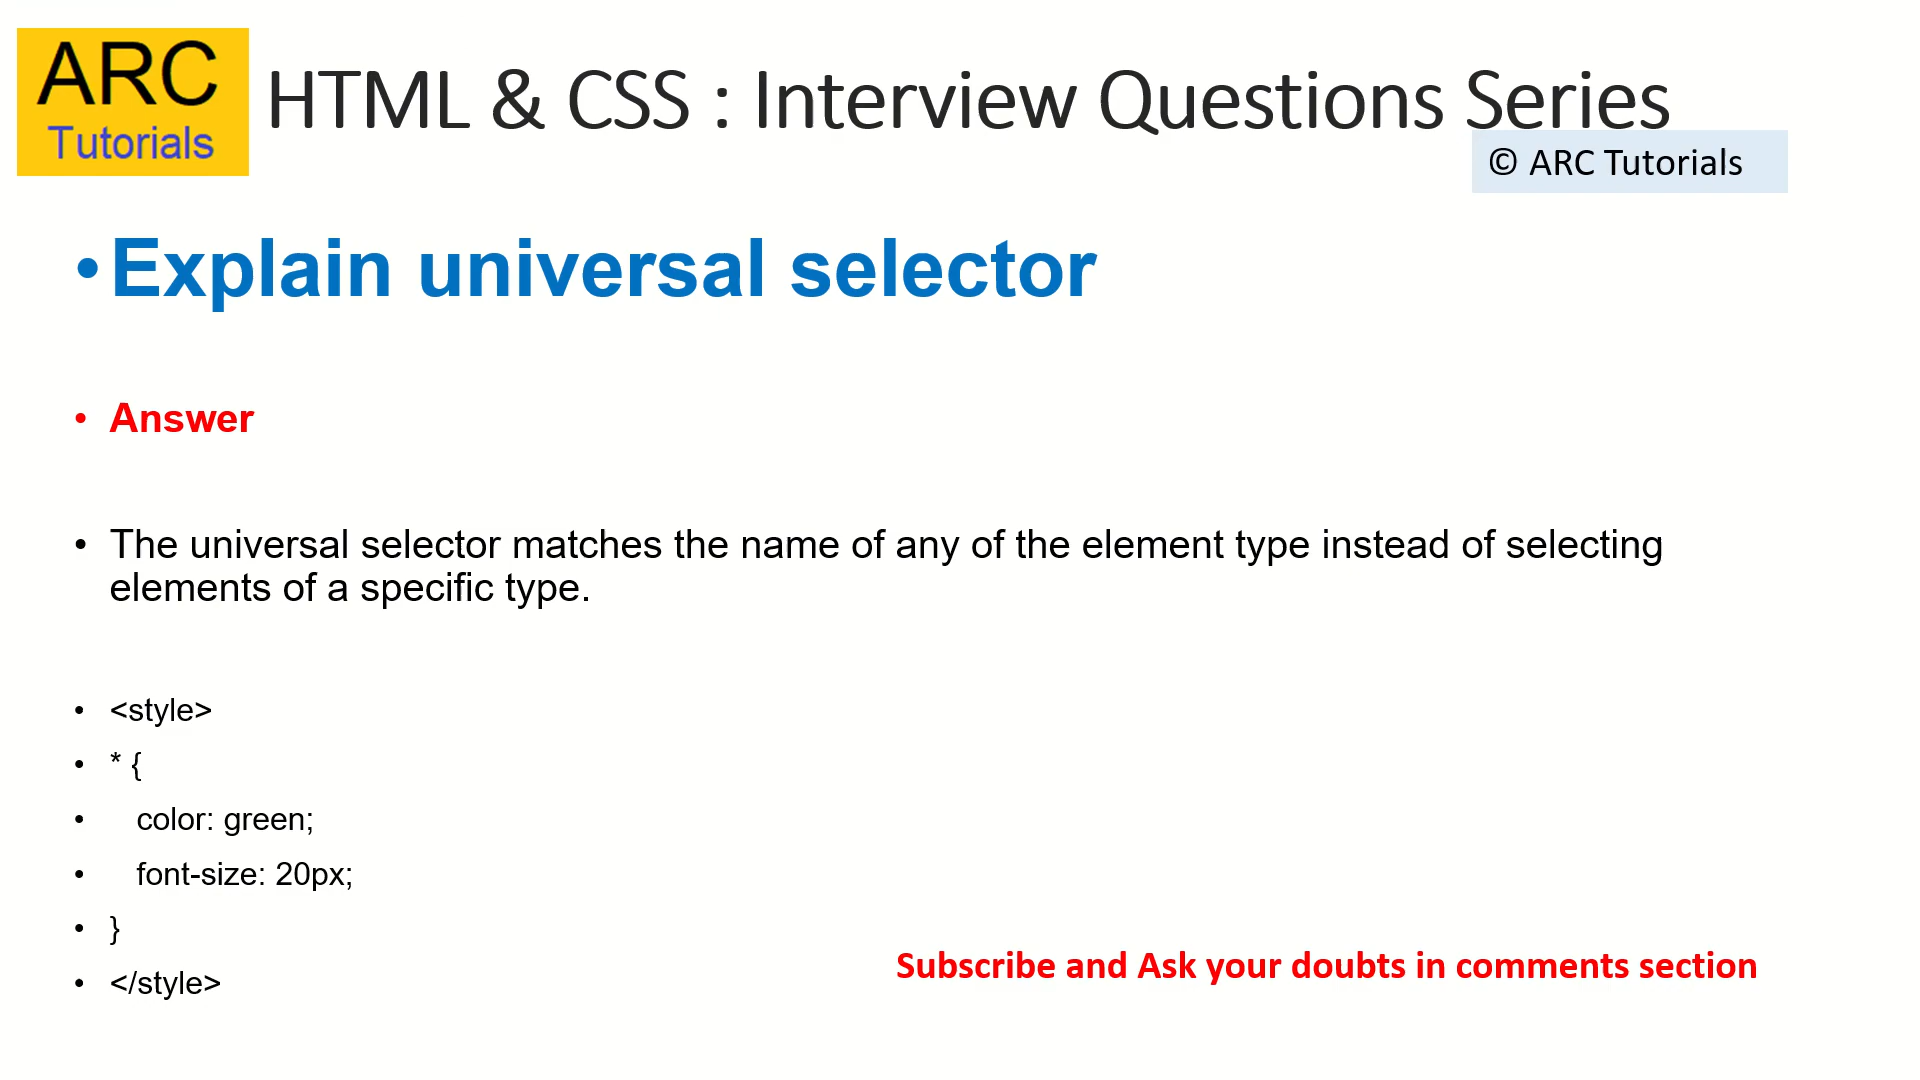 ARC
Tutorials
HTML & CSS : Interview Questions Series
© ARC Tutorials
•Explain universal selector
• Answer
• The universal selector matches the name of any of the element type instead of selecting
elements of a specific type.
• <style>
• * {
• color: green;
• font-size: 20px;
• }
• </style>
Subscribe and Ask your doubts in comments section